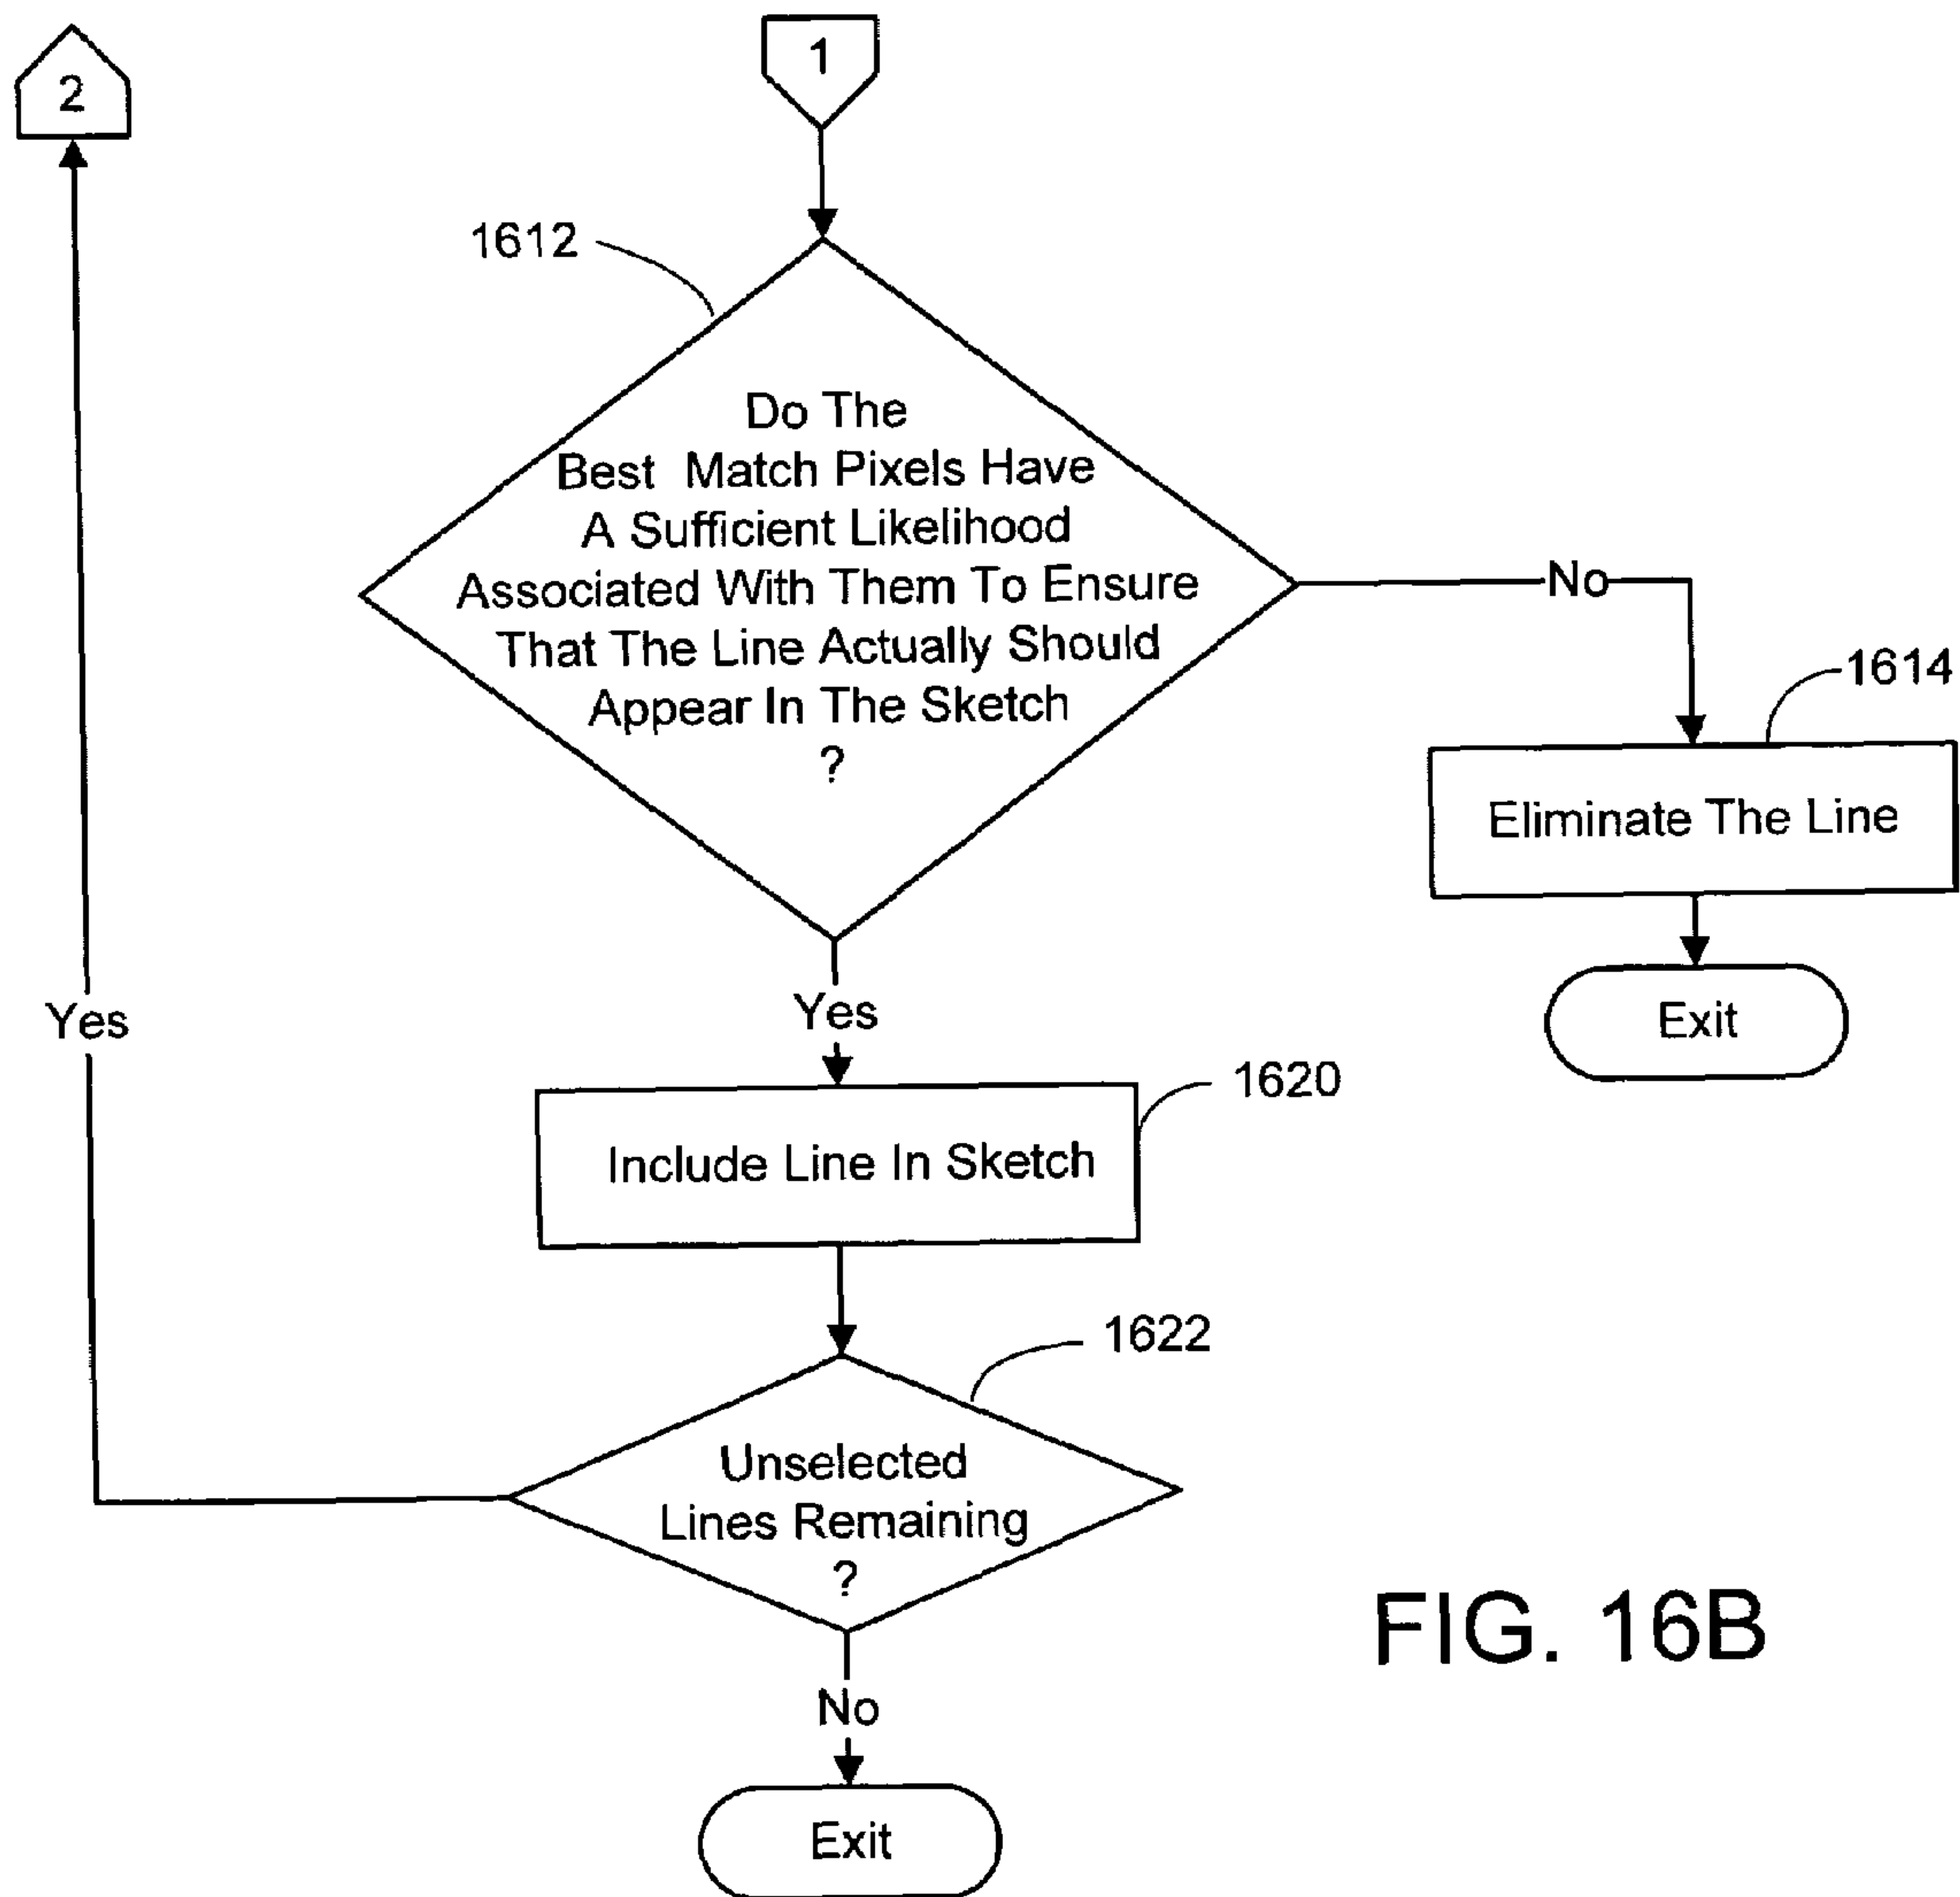 2
1
1612
Do The
Best Match Pixels Have
A Sufficient Likelihood
Associated With Them To Ensure
That The Line Actually Should
Appear In The Sketch
?
No
1614
Eliminate The Line
Exit
Yes
Yes
1620
Include Line In Sketch
1622
Unselected
Lines Remaining
?
No
Exit
FIG. 16B